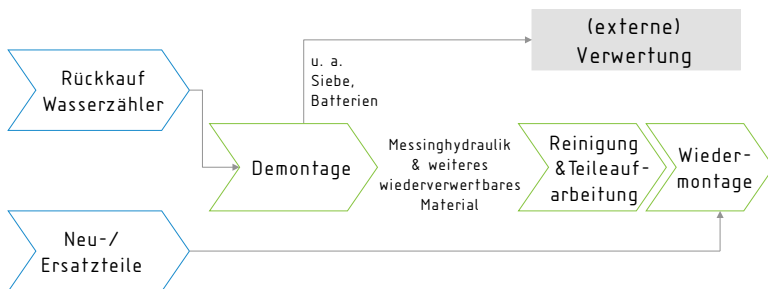 (externe)
Verwertung
u. a.
Siebe,
Batterien
Rückkauf
Wasserzähler
Demontage
Messinghydraulik
& weiteres
wiederverwertbares
Material
Reinigung
&Teileauf-
arbeitung
Wieder-
montage
Neu-/
Ersatzteile